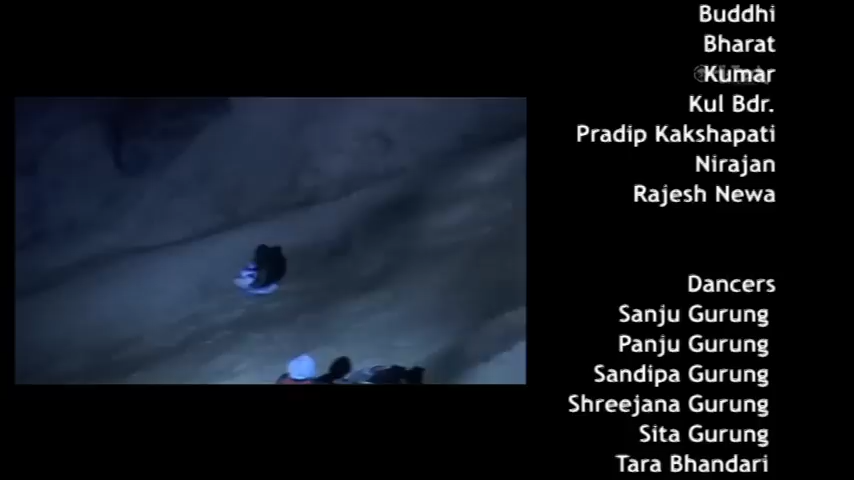 Buddhi
Bharat
Kumar
Kul Bdr.
Pradip Kakshapati
Nirajan
Rajesh Newa
Dancers
Sanju Gurung
Panju Gurung
Sandipa Gurung
Shreejana Gurung
Sita Gurung
Tara Bhandari